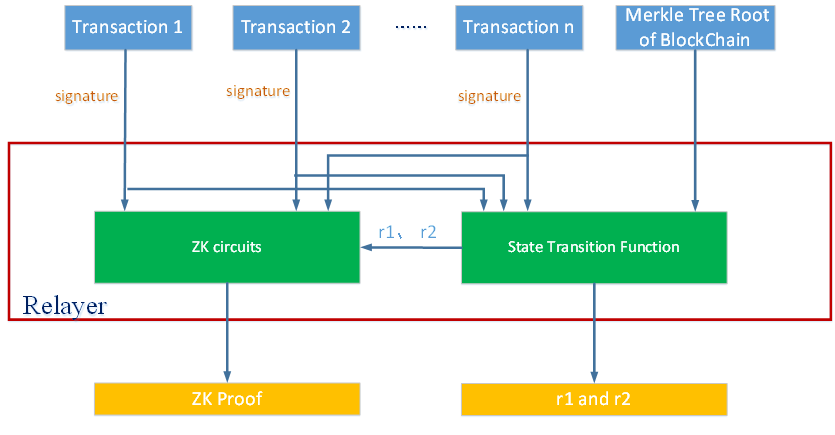 Transaction 1
Transaction 2
......
Transaction n
Merkle Tree Root
of BlockChain
signature
signature
signature
r1、 r2
ZK circuits
State Transition Function
Relayer
ZK Proof
r1 and r2